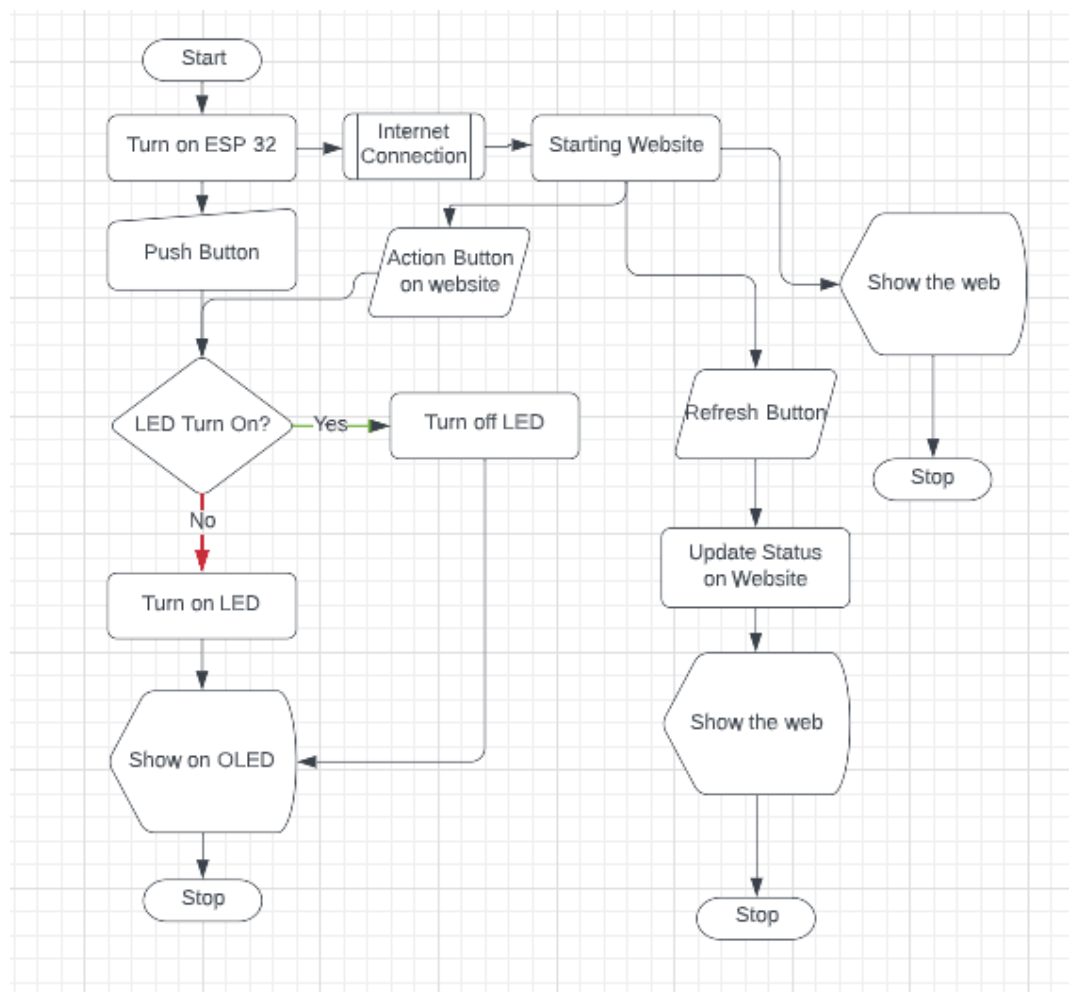 Start
Turn on ESP 32
Internet
Connection
Starting Website
Push Button
Action Button
on website
Show the web
LED Turn On?
Yes
Turn off LED
Refresh Button
Stop
No
Update Status
on Website
Turn on LED
Show on OLED
Show the web
Stop
Stop